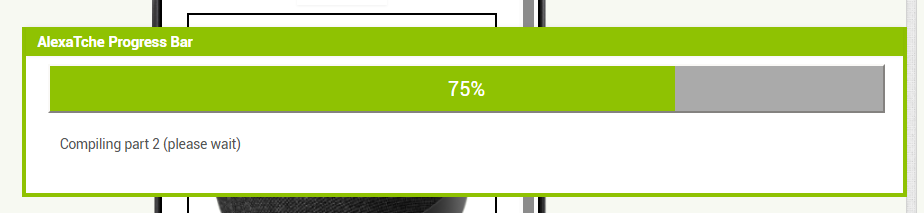 AlexaTche Progress Bar
75%
Compiling part 2 (please wait)